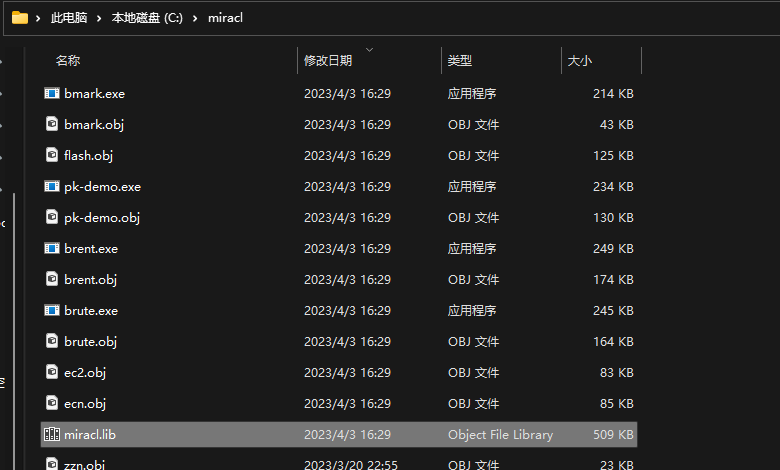 此电脑 本地磁盘 (C:) miracl
名称 修改日期 类型 大小
bmark.exe 2023/4/3 16:29 应用程序 214 KB
bmark.obj 2023/4/3 16:29 OBJ 文件 43 KB
flash.obj 2023/4/3 16:29 OBJ 文件 125 KB
pk-demo.exe 2023/4/3 16:29 应用程序 234 KB
pk-demo.obj 2023/4/3 16:29 OBJ 文件 130 KB
brent.exe 2023/4/3 16:29 应用程序 249 KB
brent.obj 2023/4/3 16:29 OBJ 文件 174 KB
brute.exe 2023/4/3 16:29 应用程序 245 KB
brute.obj 2023/4/3 16:29 OBJ 文件 164 KB
ec2.obj 2023/4/3 16:29 OBJ 文件 83 KB
ecn.obj 2023/4/3 16:29 OBJ 文件 85 KB
miracl.lib 2023/4/3 16:29 Object File Library 509 KB
zzn.obj 2023/3/20 22:55 OBJ 文件 23 KB